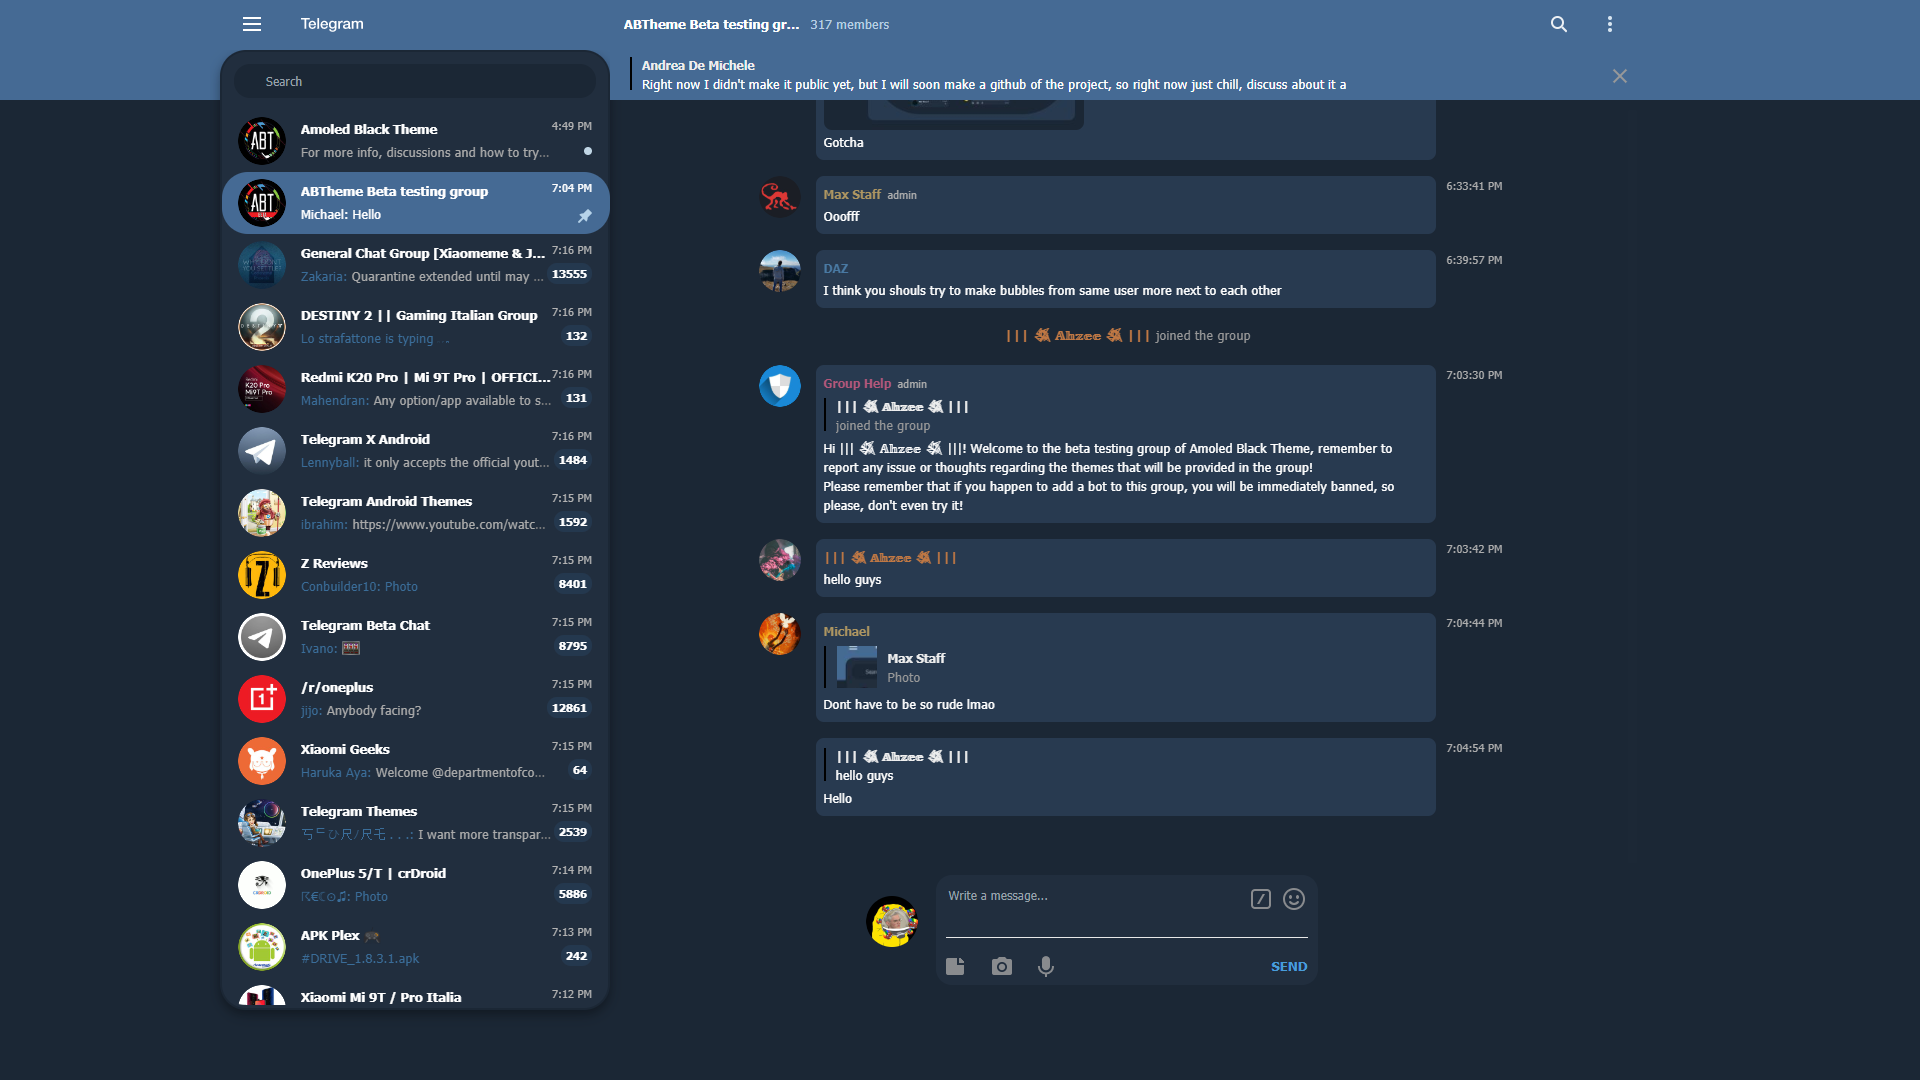 Telegram
ABTheme Beta testing gr... 317 members
Andrea De Michele
Right now I didn't make it public yet, but I will soon make a github of the project, so right now just chill, discuss about it a
Search
Amoled Black Theme 4:49 PM
For more info, discussions and how to try...
ABTheme Beta testing group 7:04 PM
Michael: Hello
General Chat Group [Xiaomeme & J... 7:16 PM
Zakaria: Quarantine extended until may ... 13555
DESTINY 2 || Gaming Italian Group 7:16 PM
Lo strafattone is typing 132
Redmi K20 Pro | Mi 9T Pro | OFFICI... 7:16 PM
Mahendran: Any option/app available to s... 131
Telegram X Android 7:16 PM
Lennyball: it only accepts the official yout... 1484
Telegram Android Themes 7:15 PM
ibrahim: https://www.youtube.com/watc... 1592
Z Reviews 7:15 PM
Conbuilder10: Photo 8401
Telegram Beta Chat 7:15 PM
Ivano: 8795
/r/oneplus 7:15 PM
jijo: Anybody facing? 12861
Xiaomi Geeks 7:15 PM
Haruka Aya: Welcome @departmentofco... 64
Telegram Themes 7:15 PM
I want more transpar... 2539
OnePlus 5/T | crDroid 7:14 PM
Photo 5886
APK Plex 7:13 PM
#DRIVE_1.8.3.1.apk 242
Xiaomi Mi 9T / Pro Italia 7:12 PM
Gotcha
Max Staff admin 6:33:41 PM
Ooofff
DAZ 6:39:57 PM
I think you shouls try to make bubbles from same user more next to each other
||| Ahzee ||| joined the group
Group Help admin 7:03:30 PM
||| Ahzee |||
joined the group
Hi ||| Ahzee |||! Welcome to the beta testing group of Amoled Black Theme, remember to
report any issue or thoughts regarding the themes that will be provided in the group!
Please remember that if you happen to add a bot to this group, you will be immediately banned, so
please, don't even try it!
||| Ahzee ||| 7:03:42 PM
hello guys
Michael 7:04:44 PM
Max Staff
Photo
Dont have to be so rude lmao
||| Ahzee ||| 7:04:54 PM
hello guys
Hello
Write a message...
SEND